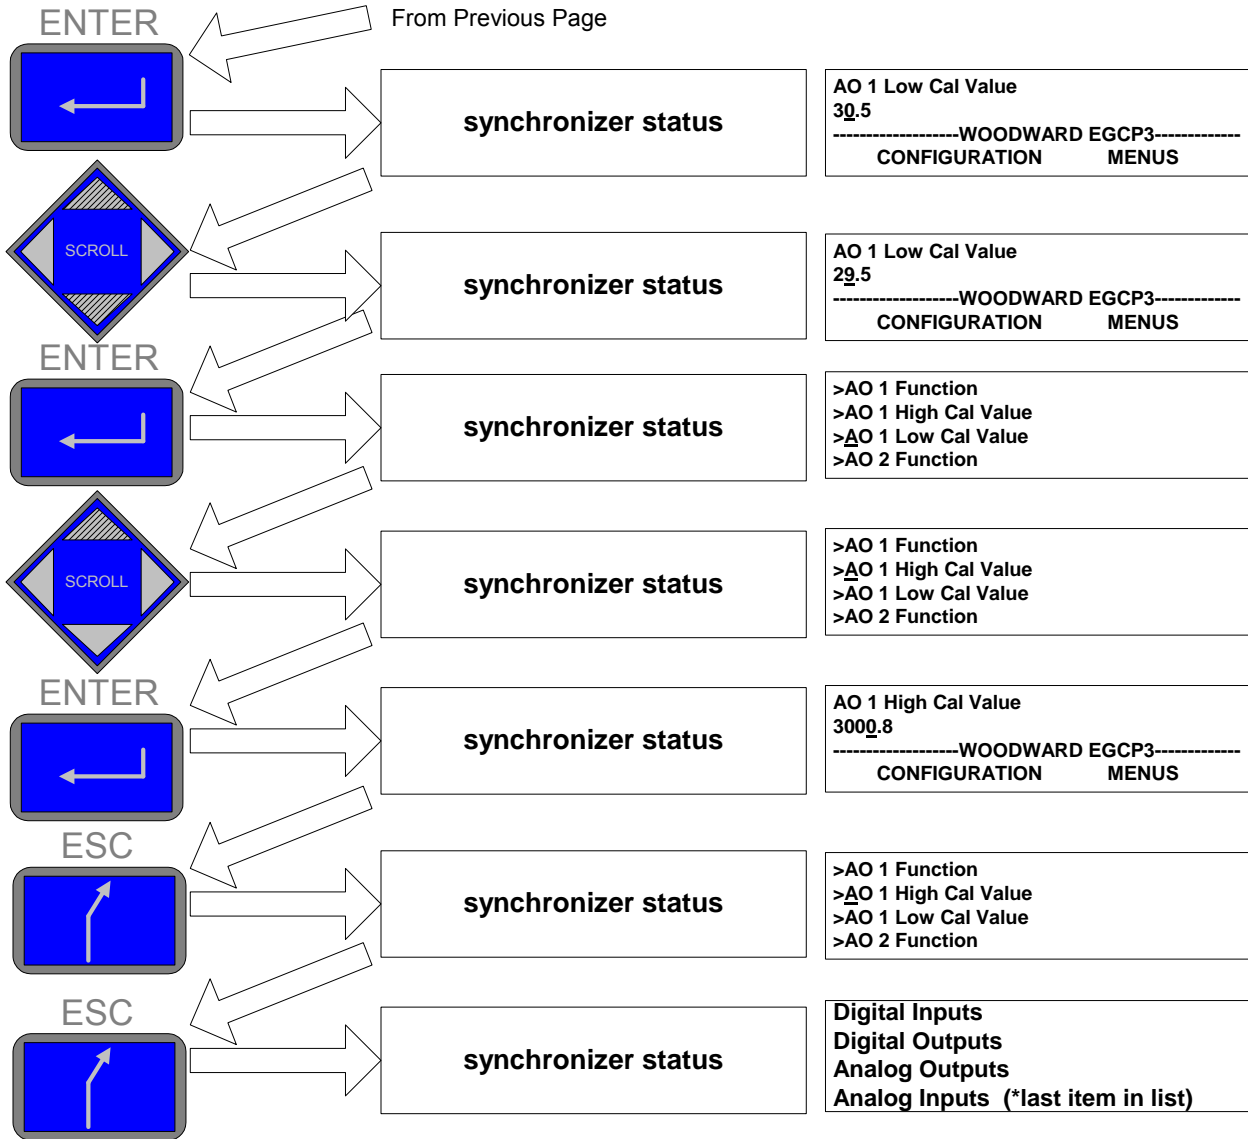 ENTER
From Previous Page
synchronizer status
AO 1 Low Cal Value
30.5
-------------------WOODWARD EGCP3-------------
CONFIGURATION MENUS
SCROLL
synchronizer status
AO 1 Low Cal Value
29.5
-------------------WOODWARD EGCP3-------------
CONFIGURATION MENUS
ENTER
synchronizer status
>AO 1 Function
>AO 1 High Cal Value
>AO 1 Low Cal Value
>AO 2 Function
SCROLL
synchronizer status
>AO 1 Function
>AO 1 High Cal Value
>AO 1 Low Cal Value
>AO 2 Function
ENTER
synchronizer status
AO 1 High Cal Value
3000.8
-------------------WOODWARD EGCP3-------------
CONFIGURATION MENUS
ESC
synchronizer status
>AO 1 Function
>AO 1 High Cal Value
>AO 1 Low Cal Value
>AO 2 Function
ESC
synchronizer status
Digital Inputs
Digital Outputs
Analog Outputs
Analog Inputs (*last item in list)